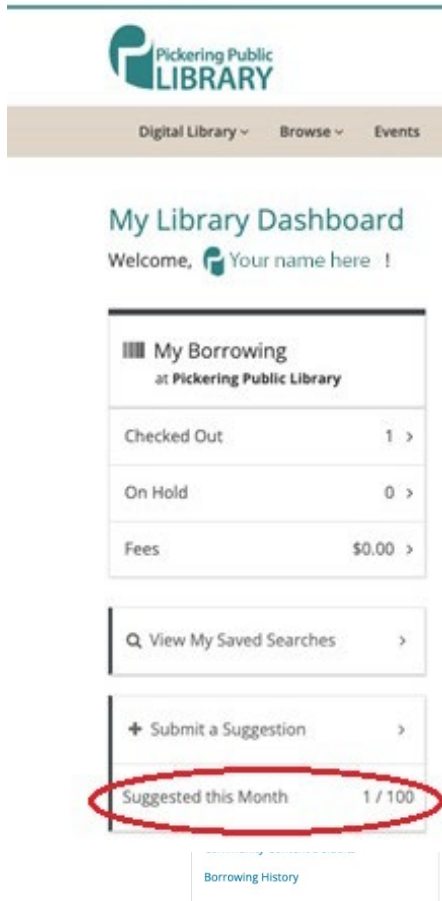 Pickering Public
LIBRARY
Digital Library Browse Events
My Library Dashboard
Welcome, Your name here !
My Borrowing
at Pickering Public Library
Checked Out 1 >
On Hold 0 >
Fees $0.00 >
View My Saved Searches >
+ Submit a Suggestion >
Suggested this Month 1 / 100
Borrowing History